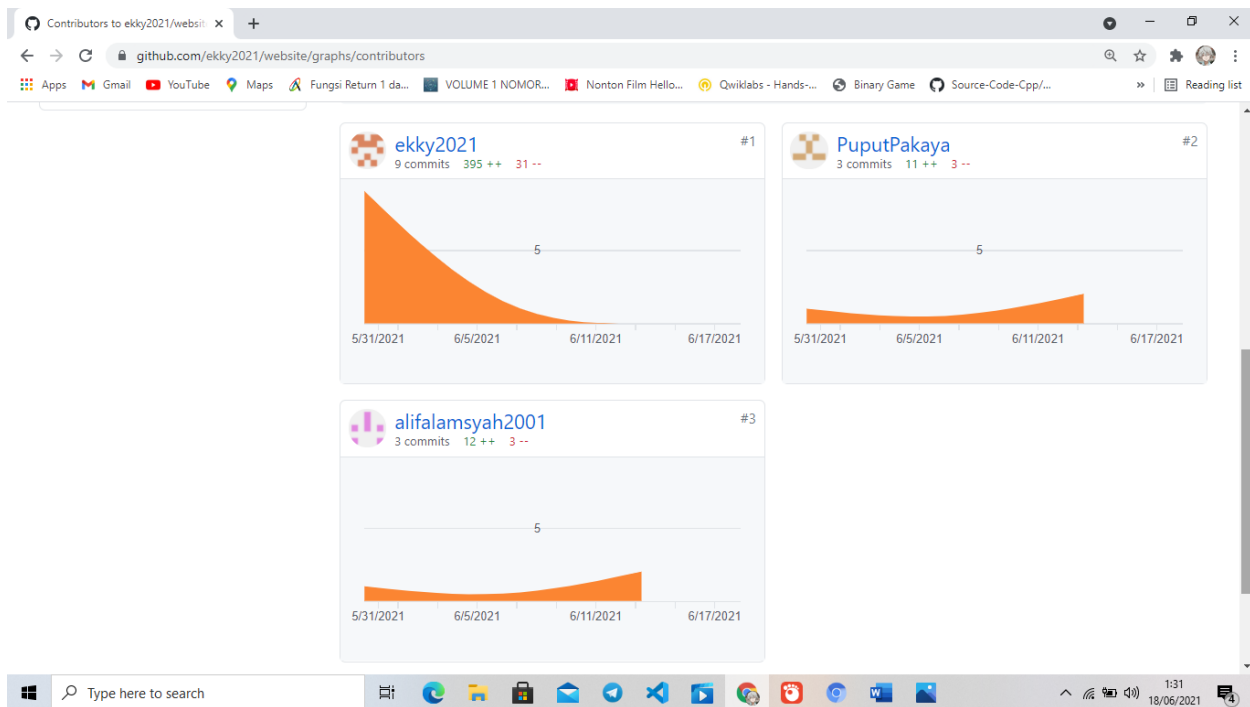 Contributors to ekky2021/websit
github.com/ekky2021/website/graphs/contributors
Apps Gmail YouTube Maps Fungsi Return 1 da... VOLUME 1 NOMOR... Nonton Film Hello... Qwiklabs - Hands-... Binary Game Source-Code-Cpp/... » Reading list
ekky2021 #1
9 commits 395 ++ 31 --
5
5/31/2021 6/5/2021 6/11/2021 6/17/2021
PuputPakaya #2
3 commits 11 ++ 3 --
5
5/31/2021 6/5/2021 6/11/2021 6/17/2021
alifalamsyah2001 #3
3 commits 12 ++ 3 --
5
5/31/2021 6/5/2021 6/11/2021 6/17/2021
Type here to search
1:31
18/06/2021
4